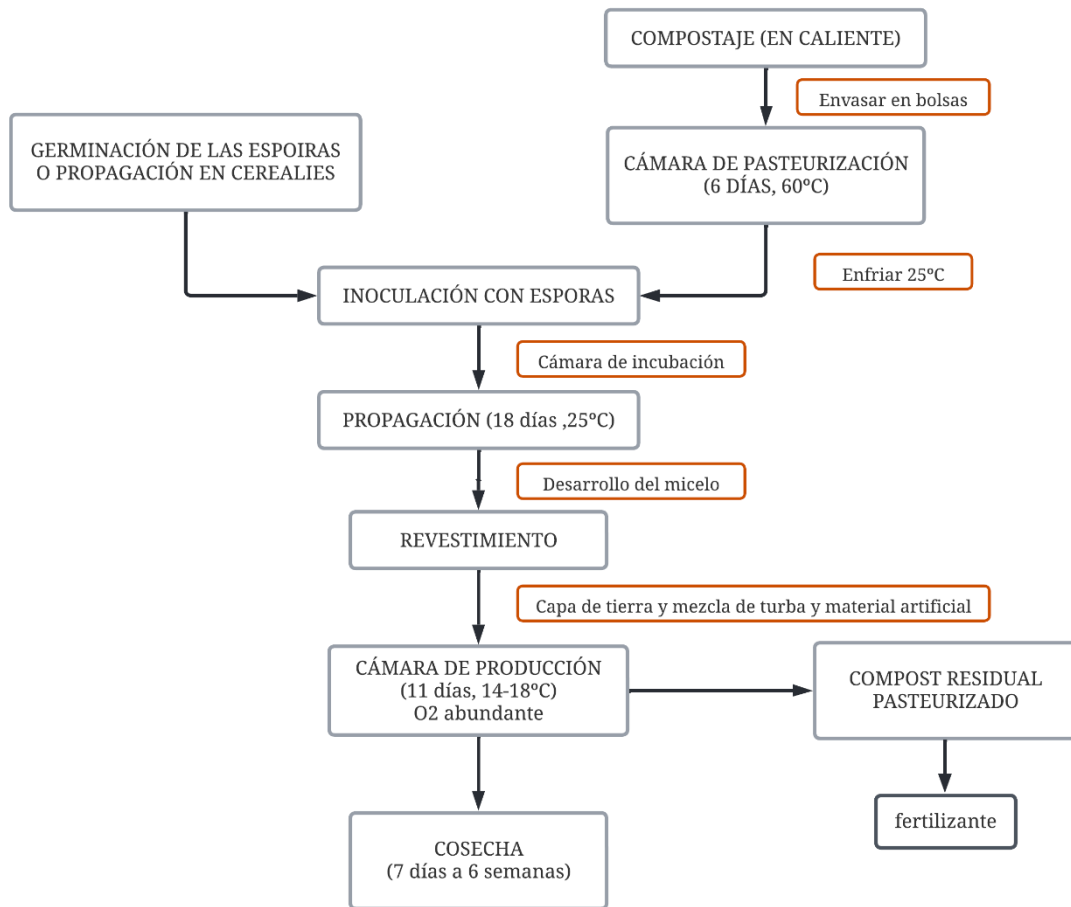 COMPOSTAJE (EN CALIENTE)
Envasar en bolsas
GERMINACIÓN DE LAS ESPOIRAS
O PROPAGACIÓN EN CEREALIES
CÁMARA DE PASTEURIZACIÓN
(6 DÍAS, 60ºC)
Enfriar 25ºC
INOCULACIÓN CON ESPORAS
Cámara de incubación
PROPAGACIÓN (18 días ,25ºC)
Desarrollo del micelo
REVESTIMIENTO
Capa de tierra y mezcla de turba y material artificial
CÁMARA DE PRODUCCIÓN
(11 días, 14-18ºC)
O2 abundante
COMPOST RESIDUAL
PASTEURIZADO
fertilizante
COSECHA
(7 días a 6 semanas)